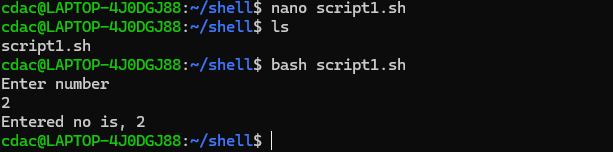 cdac@LAPTOP-4J0DGJ88:~/shell$ nano script1.sh
cdac@LAPTOP-4J0DGJ88:~/shell$ ls
script1.sh
cdac@LAPTOP-4J0DGJ88:~/shell$ bash script1.sh
Enter number
2
Entered no is, 2
cdac@LAPTOP-4J0DGJ88:~/shell$